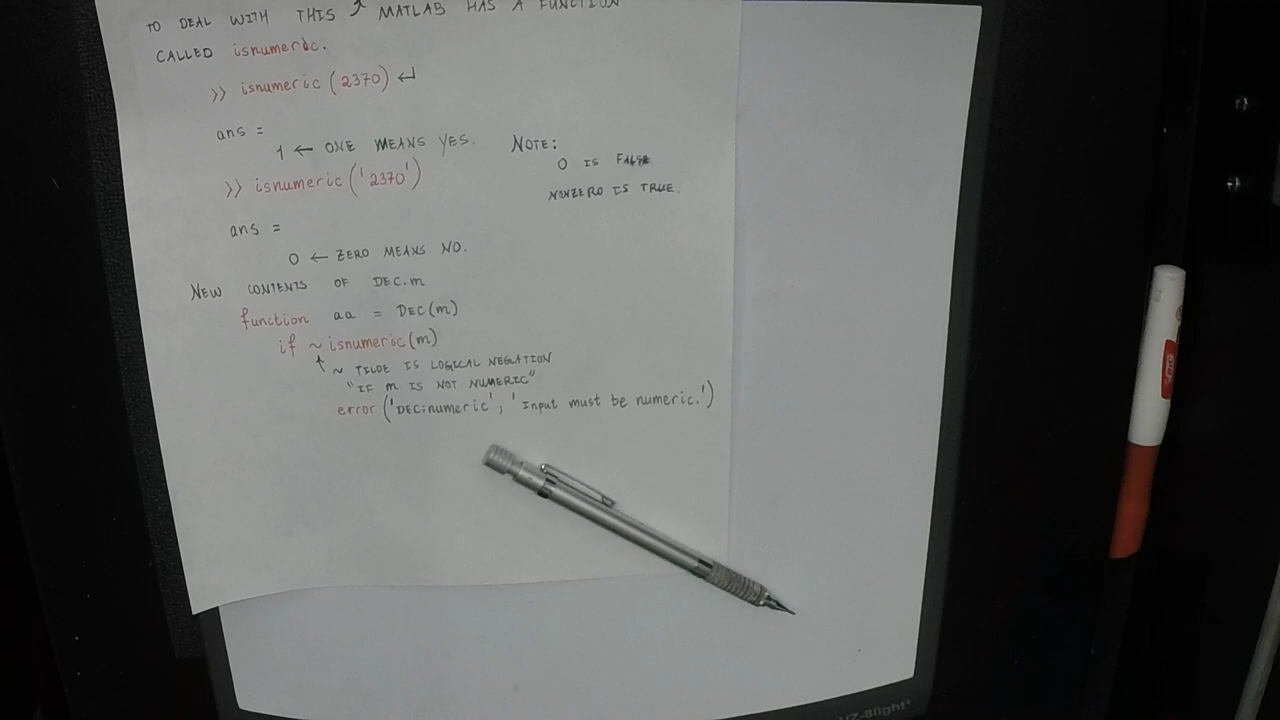 TO DEAL WITH THIS ↗ MATLAB HAS A FUNCTION
CALLED isnumeric.
>> isnumeric (2370) ↵
ans =
1 ← ONE MEANS YES.
NOTE:
0 IS FALSE
NONZERO IS TRUE.
>> isnumeric ('2370')
ans =
0 ← ZERO MEANS NO.
NEW CONTENTS OF DEC.m
function aa = DEC(m)
if ~ isnumeric(m)
↑ ~ TILDE IS LOGICAL NEGATION
"IF m IS NOT NUMERIC"
error ('DEC:numeric', 'Input must be numeric.')